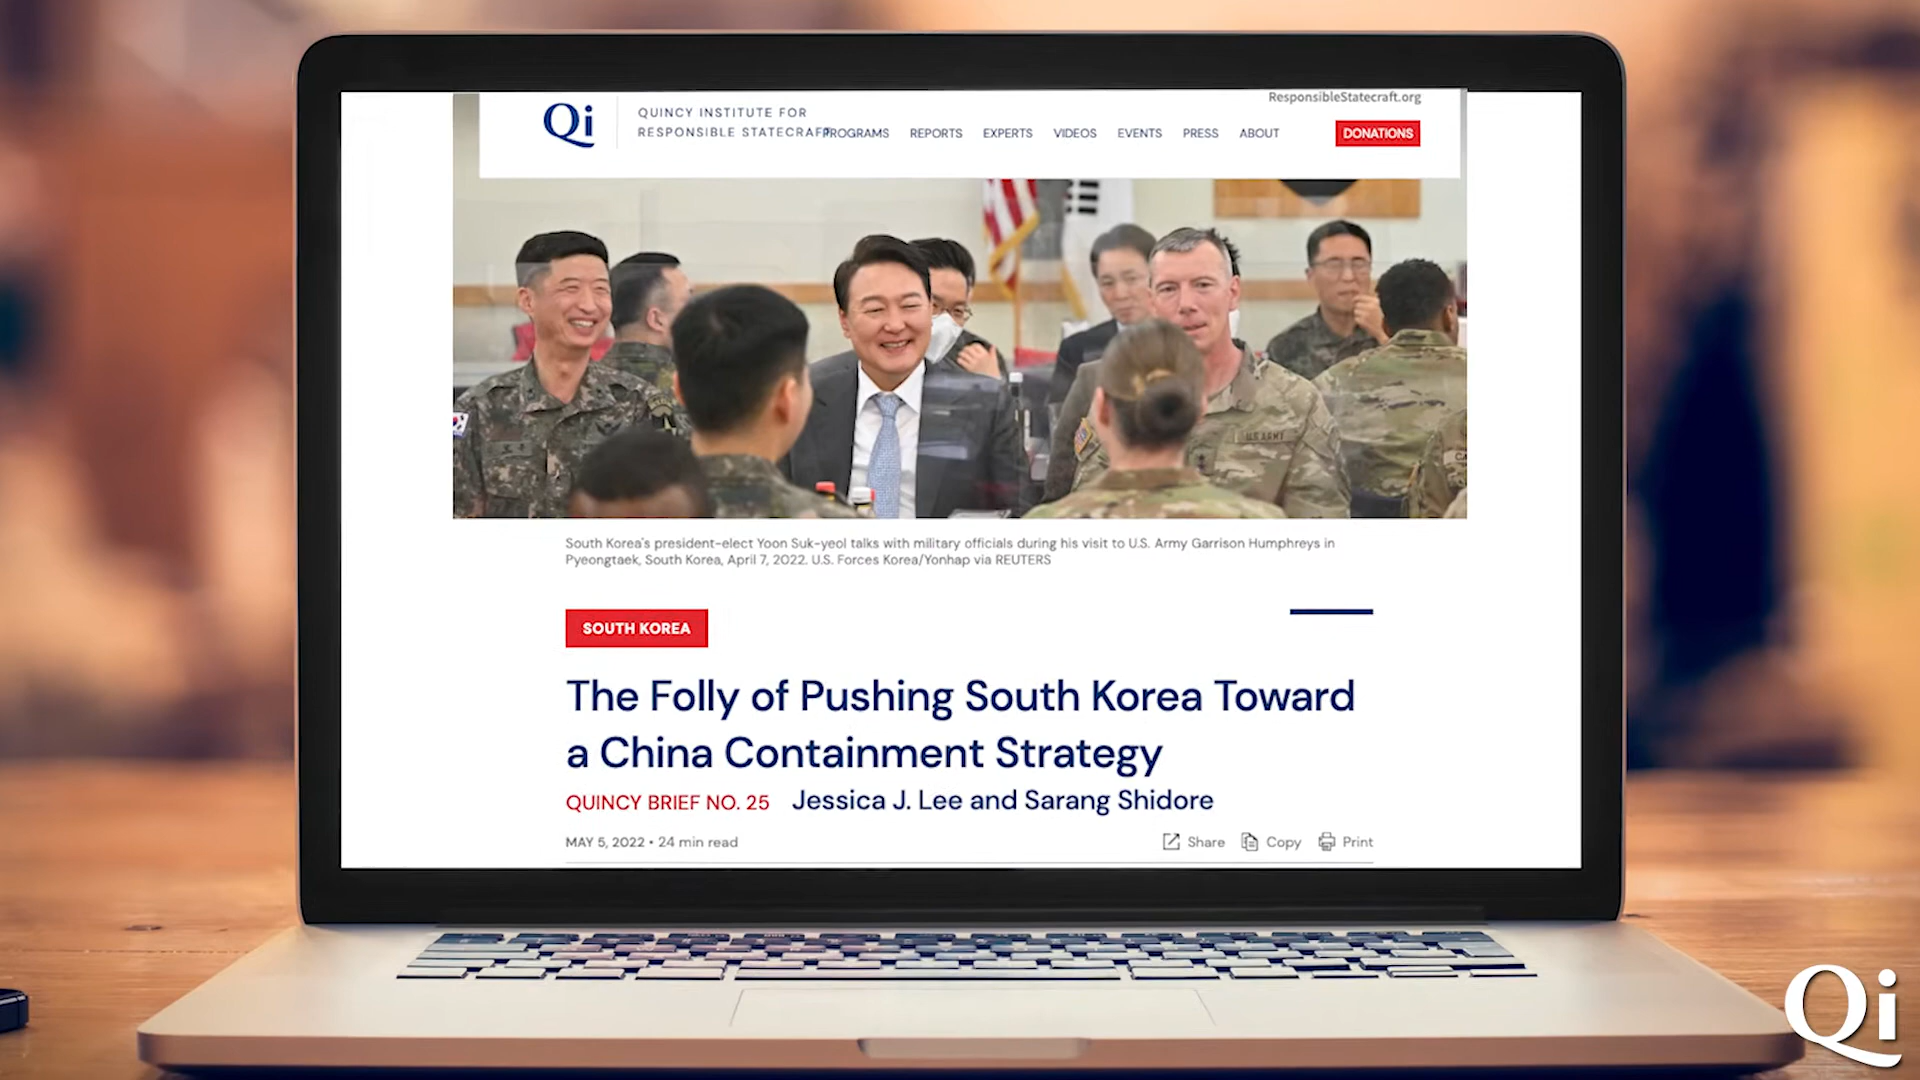 ResponsibleStatecraft.org
Qi
QUINCY INSTITUTE FOR
RESPONSIBLE STATECRAFT
PROGRAMS REPORTS EXPERTS VIDEOS EVENTS PRESS ABOUT DONATIONS
U.S. ARMY
South Korea's president-elect Yoon Suk-yeol talks with military officials during his visit to U.S. Army Garrison Humphreys in
Pyeongtaek, South Korea, April 7, 2022. U.S. Forces Korea/Yonhap via REUTERS
SOUTH KOREA
The Folly of Pushing South Korea Toward
a China Containment Strategy
QUINCY BRIEF NO. 25 Jessica J. Lee and Sarang Shidore
MAY 5, 2022 • 24 min read
Share Copy Print
Qi